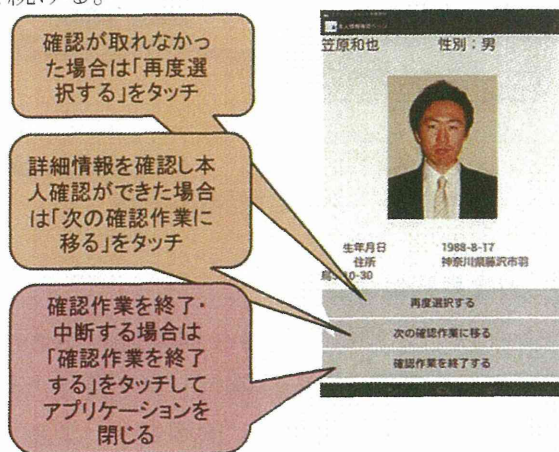 続ける。
確認が取れなかっ
た場合は「再度選
択する」をタッチ
詳細情報を確認し本
人確認ができた場合
は「次の確認作業に
移る」をタッチ
確認作業を終了・
中断する場合は
「確認作業を終了
する」をタッチして
アプリケーションを
閉じる
笠原和也 性別：男
生年月日 1988-8-17
住所 神奈川県藤沢市羽
鳥 10-30
再度選択する
次の確認作業に移る
確認作業を終了する